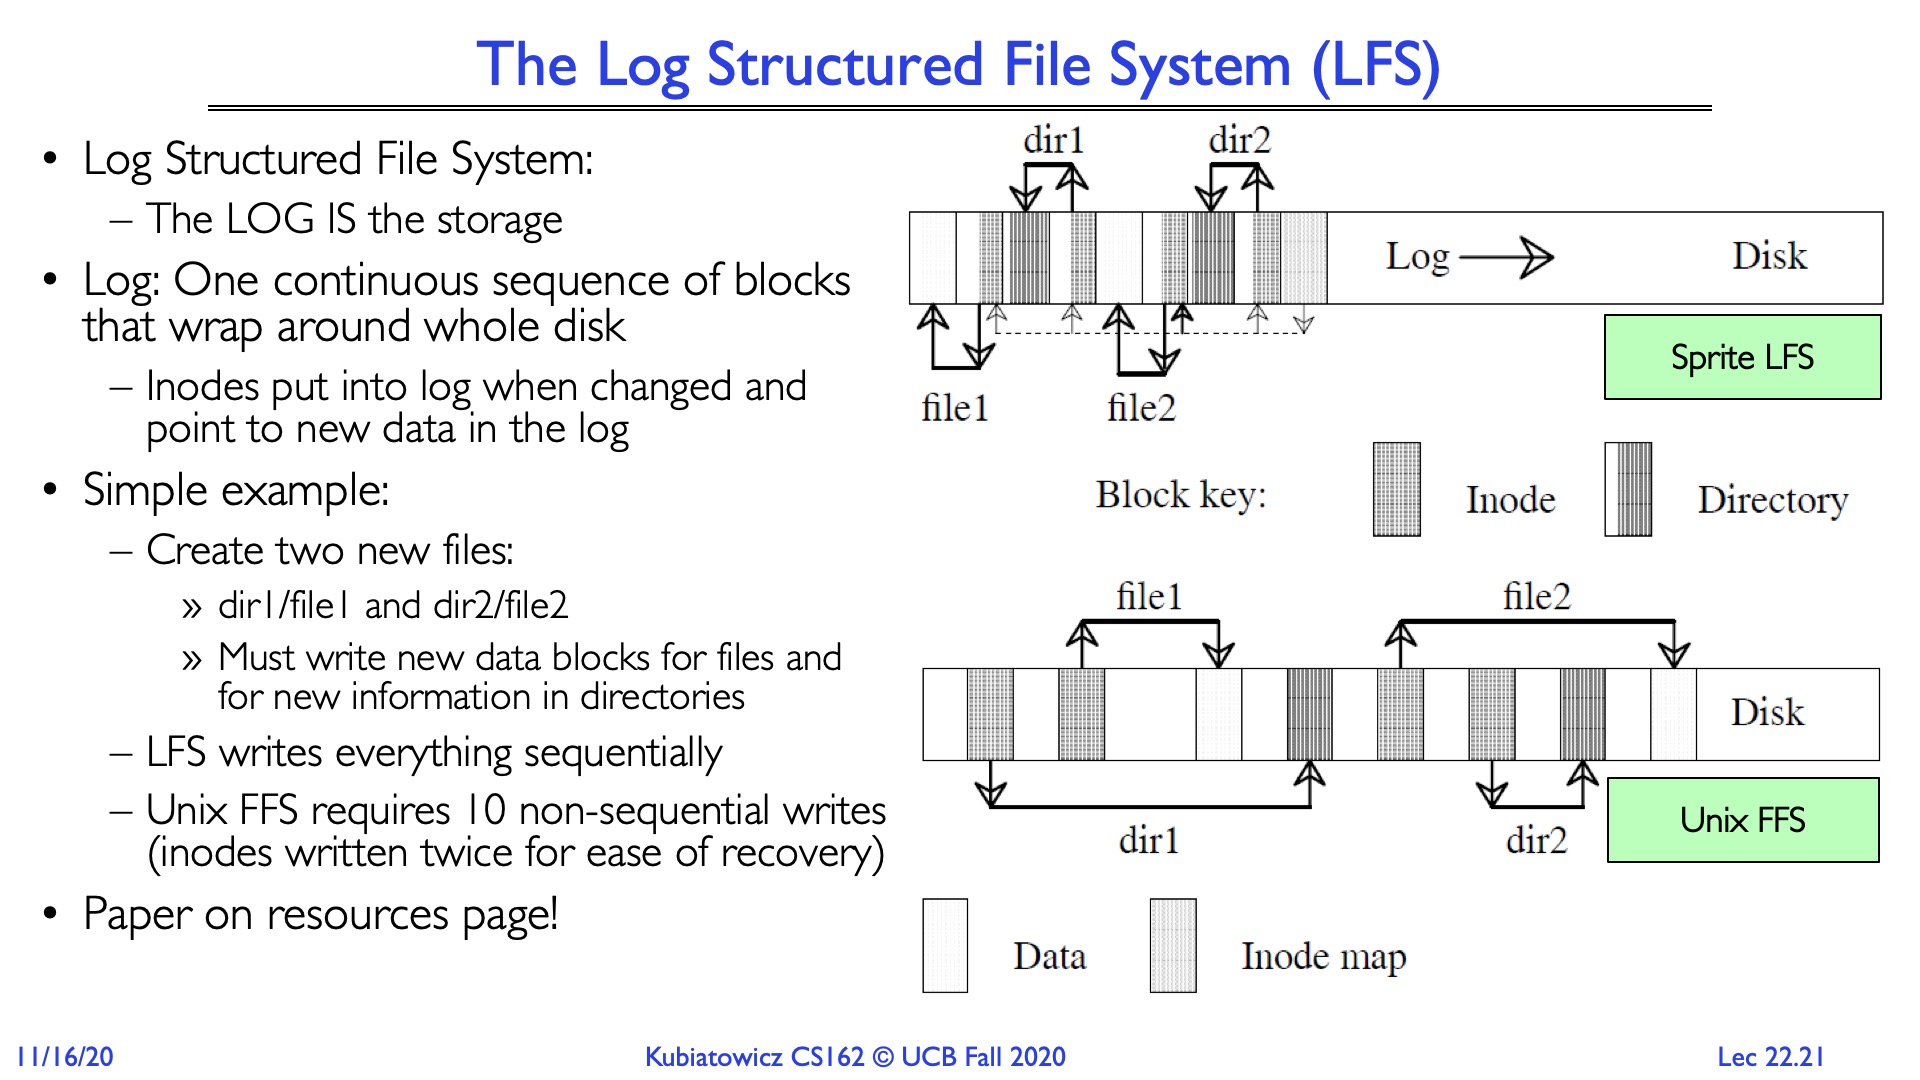 The Log Structured File System (LFS)
• Log Structured File System:
– The LOG IS the storage
• Log: One continuous sequence of blocks
that wrap around whole disk
– Inodes put into log when changed and
point to new data in the log
• Simple example:
– Create two new files:
» dir1/file1 and dir2/file2
» Must write new data blocks for files and
for new information in directories
– LFS writes everything sequentially
– Unix FFS requires 10 non-sequential writes
(inodes written twice for ease of recovery)
• Paper on resources page!
dir1 dir2
Log Disk
Sprite LFS
file1 file2
Block key: Inode Directory
file1 file2
Disk
Unix FFS
dir1 dir2
Data Inode map
11/16/20 Kubiatowicz CS162 © UCB Fall 2020 Lec 22.21